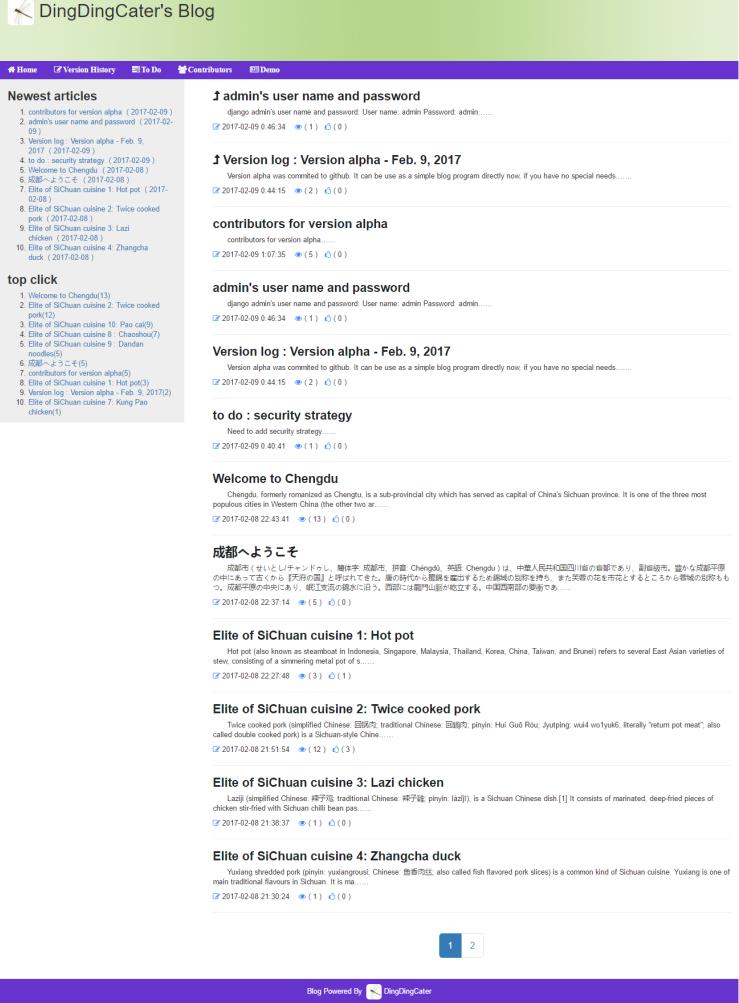 DingDingCater's Blog
Home Version History To Do Contributors Demo
Newest articles
1. contributors for version alpha ( 2017-02-09 )
2. admin's user name and password ( 2017-02-
09 )
3. Version log : Version alpha - Feb. 9,
2017 ( 2017-02-09 )
4. to do : security strategy ( 2017-02-09 )
5. Welcome to Chengdu ( 2017-02-08 )
6. 成都へようこそ ( 2017-02-08 )
7. Elite of SiChuan cuisine 1: Hot pot ( 2017-
02-08 )
8. Elite of SiChuan cuisine 2: Twice cooked
pork ( 2017-02-08 )
9. Elite of SiChuan cuisine 3: Lazi
chicken ( 2017-02-08 )
10. Elite of SiChuan cuisine 4: Zhangcha
duck ( 2017-02-08 )
top click
1. Welcome to Chengdu(13)
2. Elite of SiChuan cuisine 2: Twice cooked
pork(12)
3. Elite of SiChuan cuisine 10: Pao cai(9)
4. Elite of SiChuan cuisine 8 : Chaoshou(7)
5. Elite of SiChuan cuisine 9 : Dandan
noodles(5)
6. 成都へようこそ(5)
7. contributors for version alpha(5)
8. Elite of SiChuan cuisine 1: Hot pot(3)
9. Version log : Version alpha - Feb. 9, 2017(2)
10. Elite of SiChuan cuisine 7: Kung Pao
chicken(1)
admin's user name and password
django admin's user name and password: User name: admin Password: admin……
2017-02-09 0:46:34 ( 1 ) ( 0 )
Version log : Version alpha - Feb. 9, 2017
Version alpha was commited to github. It can be use as a simple blog program directly now, if you have no special needs.……
2017-02-09 0:44:15 ( 2 ) ( 0 )
contributors for version alpha
contributors for version alpha……
2017-02-09 1:07:35 ( 5 ) ( 0 )
admin's user name and password
django admin's user name and password: User name: admin Password: admin……
2017-02-09 0:46:34 ( 1 ) ( 0 )
Version log : Version alpha - Feb. 9, 2017
Version alpha was commited to github. It can be use as a simple blog program directly now, if you have no special needs.……
2017-02-09 0:44:15 ( 2 ) ( 0 )
to do : security strategy
Need to add security strategy……
2017-02-09 0:40:41 ( 1 ) ( 0 )
Welcome to Chengdu
Chengdu, formerly romanized as Chengtu, is a sub-provincial city which has served as capital of China's Sichuan province. It is one of the three most
populous cities in Western China (the other two ar……
2017-02-08 22:43:41 ( 13 ) ( 0 )
成都へようこそ
成都市 ( せいとし/チャンドゥし、簡体字: 成都市、拼音: Chéngdū、英語: Chengdu ) は、中華人民共和国四川省の省都であり、副省級市。豊かな成都平原
の中にあって古くから『天府の国』と呼ばれてきた。唐の時代から蜀錦を産出するため錦城の別称を持ち、また芙蓉の花を市花とするところから蓉城の別称もも
つ。成都平原の中央にあり、岷江支流の錦水に沿う。西部には龍門山脈が屹立する。中国西南部の要衝であ……
2017-02-08 22:37:14 ( 5 ) ( 0 )
Elite of SiChuan cuisine 1: Hot pot
Hot pot (also known as steamboat in Indonesia, Singapore, Malaysia, Thailand, Korea, China, Taiwan, and Brunei) refers to several East Asian varieties of
stew, consisting of a simmering metal pot of s……
2017-02-08 22:27:48 ( 3 ) ( 1 )
Elite of SiChuan cuisine 2: Twice cooked pork
Twice cooked pork (simplified Chinese: 回锅肉; traditional Chinese: 回鍋肉; pinyin: Huí Guō Ròu; Jyutping: wui4 wo1yuk6; literally "return pot meat"; also
called double cooked pork) is a Sichuan-style Chine……
2017-02-08 21:51:54 ( 12 ) ( 3 )
Elite of SiChuan cuisine 3: Lazi chicken
Laziji (simplified Chinese: 辣子鸡; traditional Chinese: 辣子雞; pinyin: làzǐjī), is a Sichuan Chinese dish.[1] It consists of marinated, deep-fried pieces of
chicken stir-fried with Sichuan chilli bean pas……
2017-02-08 21:38:37 ( 1 ) ( 0 )
Elite of SiChuan cuisine 4: Zhangcha duck
Yuxiang shredded pork (pinyin: yuxiangrousi; Chinese: 魚香肉絲; also called fish flavored pork slices) is a common kind of Sichuan cuisine. Yuxiang is one of
main traditional flavours in Sichuan. It is ma……
2017-02-08 21:30:24 ( 1 ) ( 0 )
1 2
Blog Powered By DingDingCater